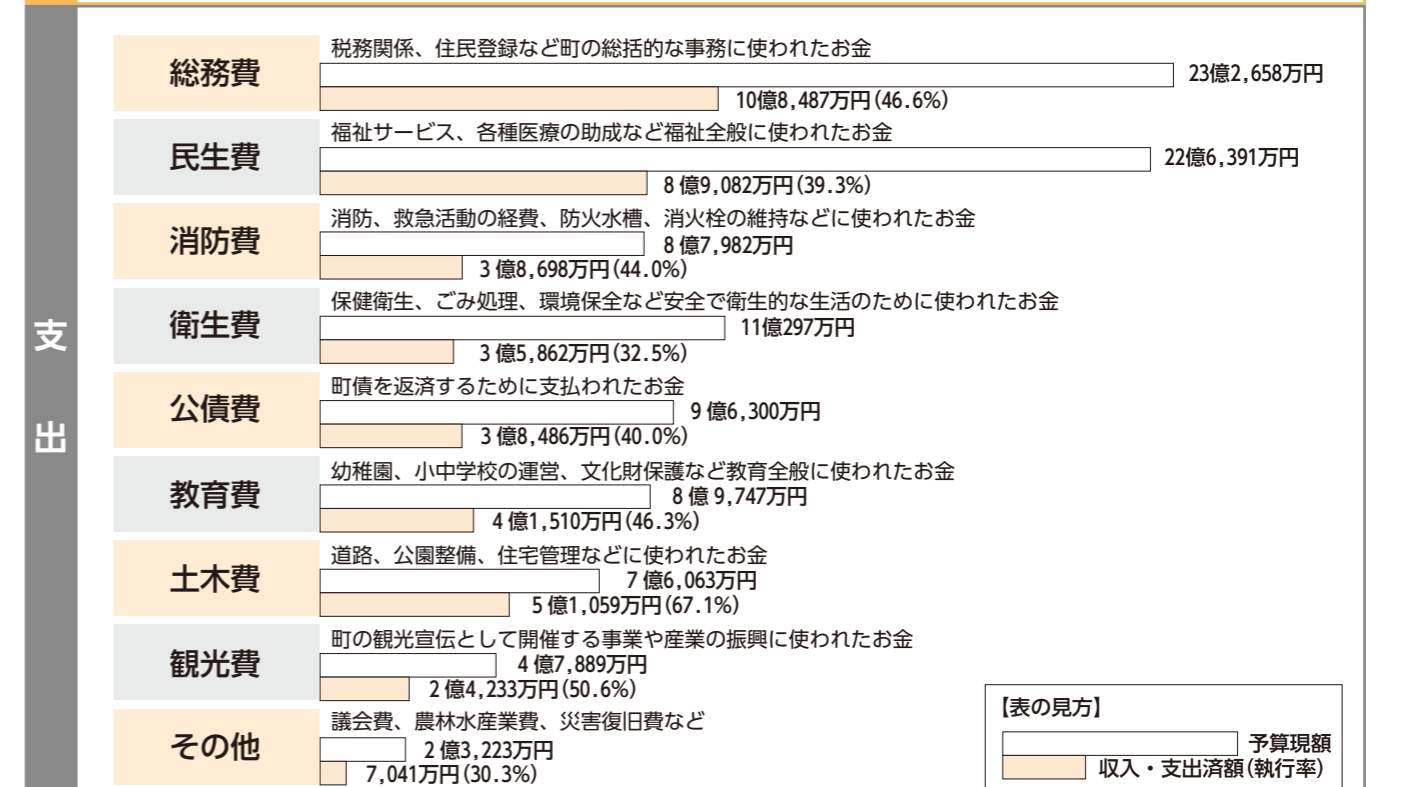 支出
総務費
税務関係、住民登録など町の総括的な事務に使われたお金
23億2,658万円
10億8,487万円(46.6%)
民生費
福祉サービス、各種医療の助成など福祉全般に使われたお金
22億6,391万円
8億9,082万円(39.3%)
消防費
消防、救急活動の経費、防火水槽、消火栓の維持などに使われたお金
8億7,982万円
3億8,698万円(44.0%)
衛生費
保健衛生、ごみ処理、環境保全など安全で衛生的な生活のために使われたお金
11億297万円
3億5,862万円(32.5%)
公債費
町債を返済するために支払われたお金
9億6,300万円
3億8,486万円(40.0%)
教育費
幼稚園、小中学校の運営、文化財保護など教育全般に使われたお金
8億9,747万円
4億1,510万円(46.3%)
土木費
道路、公園整備、住宅管理などに使われたお金
7億6,063万円
5億1,059万円(67.1%)
観光費
町の観光宣伝として開催する事業や産業の振興に使われたお金
4億7,889万円
2億4,233万円(50.6%)
その他
議会費、農林水産業費、災害復旧費など
2億3,223万円
7,041万円(30.3%)
【表の見方】
予算現額
収入・支出済額(執行率)